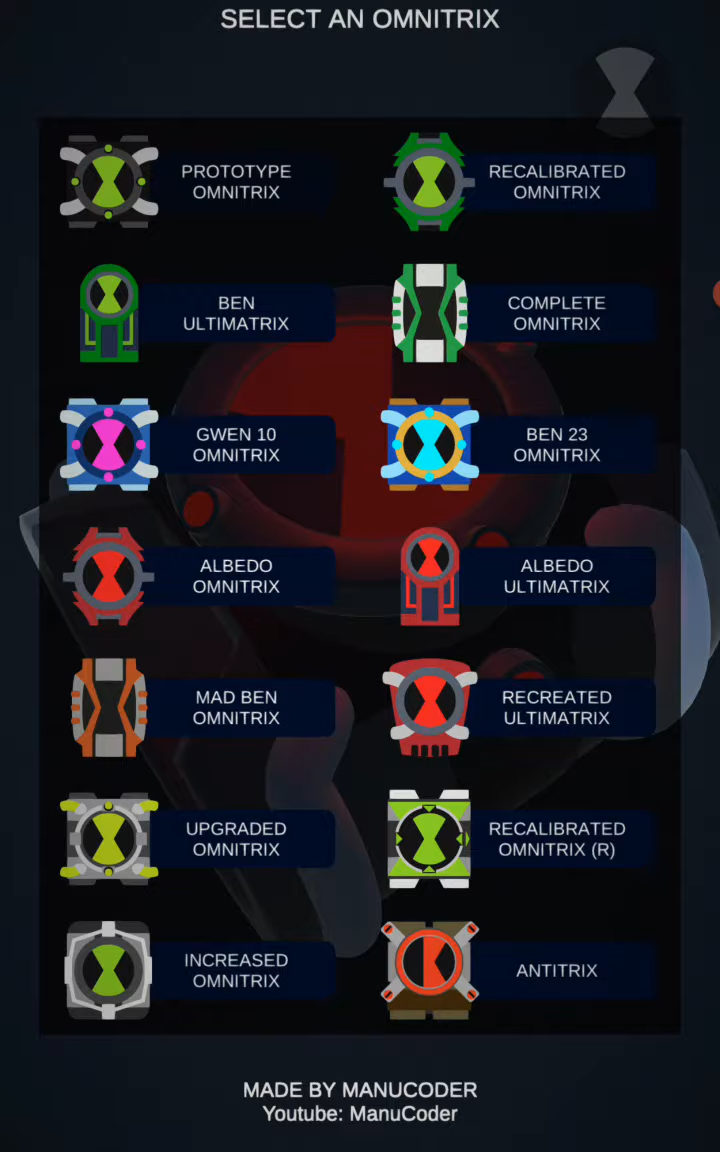 SELECT AN OMNITRIX
PROTOTYPE
OMNITRIX
RECALIBRATED
OMNITRIX
BEN
ULTIMATRIX
COMPLETE
OMNITRIX
GWEN 10
OMNITRIX
BEN 23
OMNITRIX
ALBEDO
OMNITRIX
ALBEDO
ULTIMATRIX
MAD BEN
OMNITRIX
RECREATED
ULTIMATRIX
UPGRADED
OMNITRIX
RECALIBRATED
OMNITRIX (R)
INCREASED
OMNITRIX
ANTITRIX
MADE BY MANUCODER
Youtube: ManuCoder